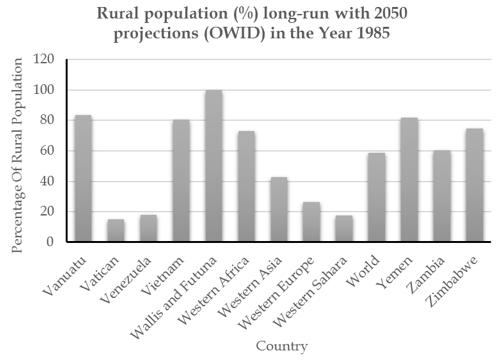 Rural population (%) long-run with 2050
projections (OWID) in the Year 1985
Percentage Of Rural Population
120
100
80
60
40
20
0
Vanuatu
Vatican
Venezuela
Vietnam
Wallis and Futuna
Western Africa
Western Asia
Western Europe
Western Sahara
World
Yemen
Zambia
Zimbabwe
Country